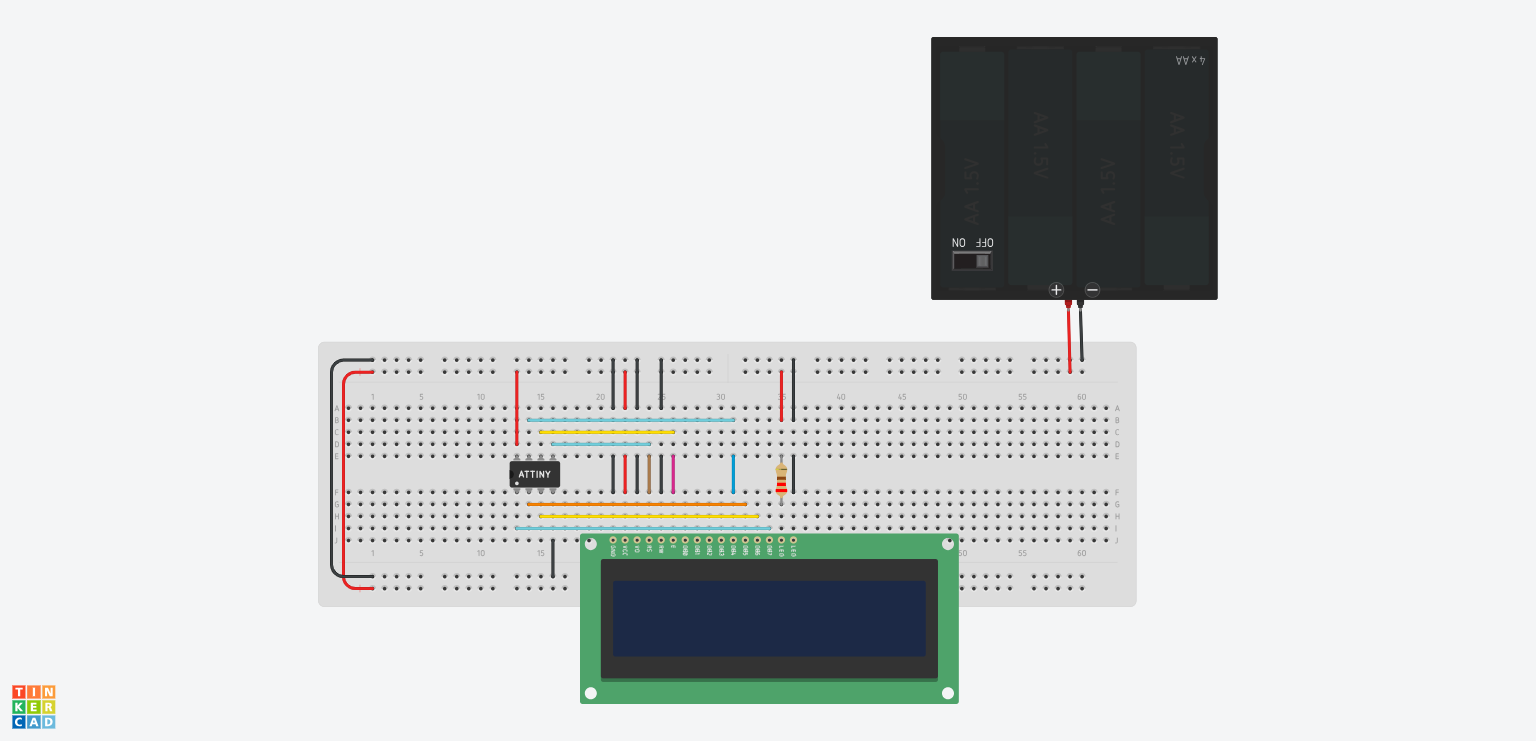 4 x AA
AA 1.5V
AA 1.5V
AA 1.5V
AA 1.5V
ON OFF
+ −
1 5 10 15 20 25 30 35 40 45 50 55 60
A A
B B
C C
D D
E E
ATTINY
F F
G G
H H
I I
J J
1 5 10 15 50 55 60
GND VCC V0 RS RW E DB0 DB1 DB2 DB3 DB4 DB5 DB6 DB7 LED LED
TIN
KER
CAD